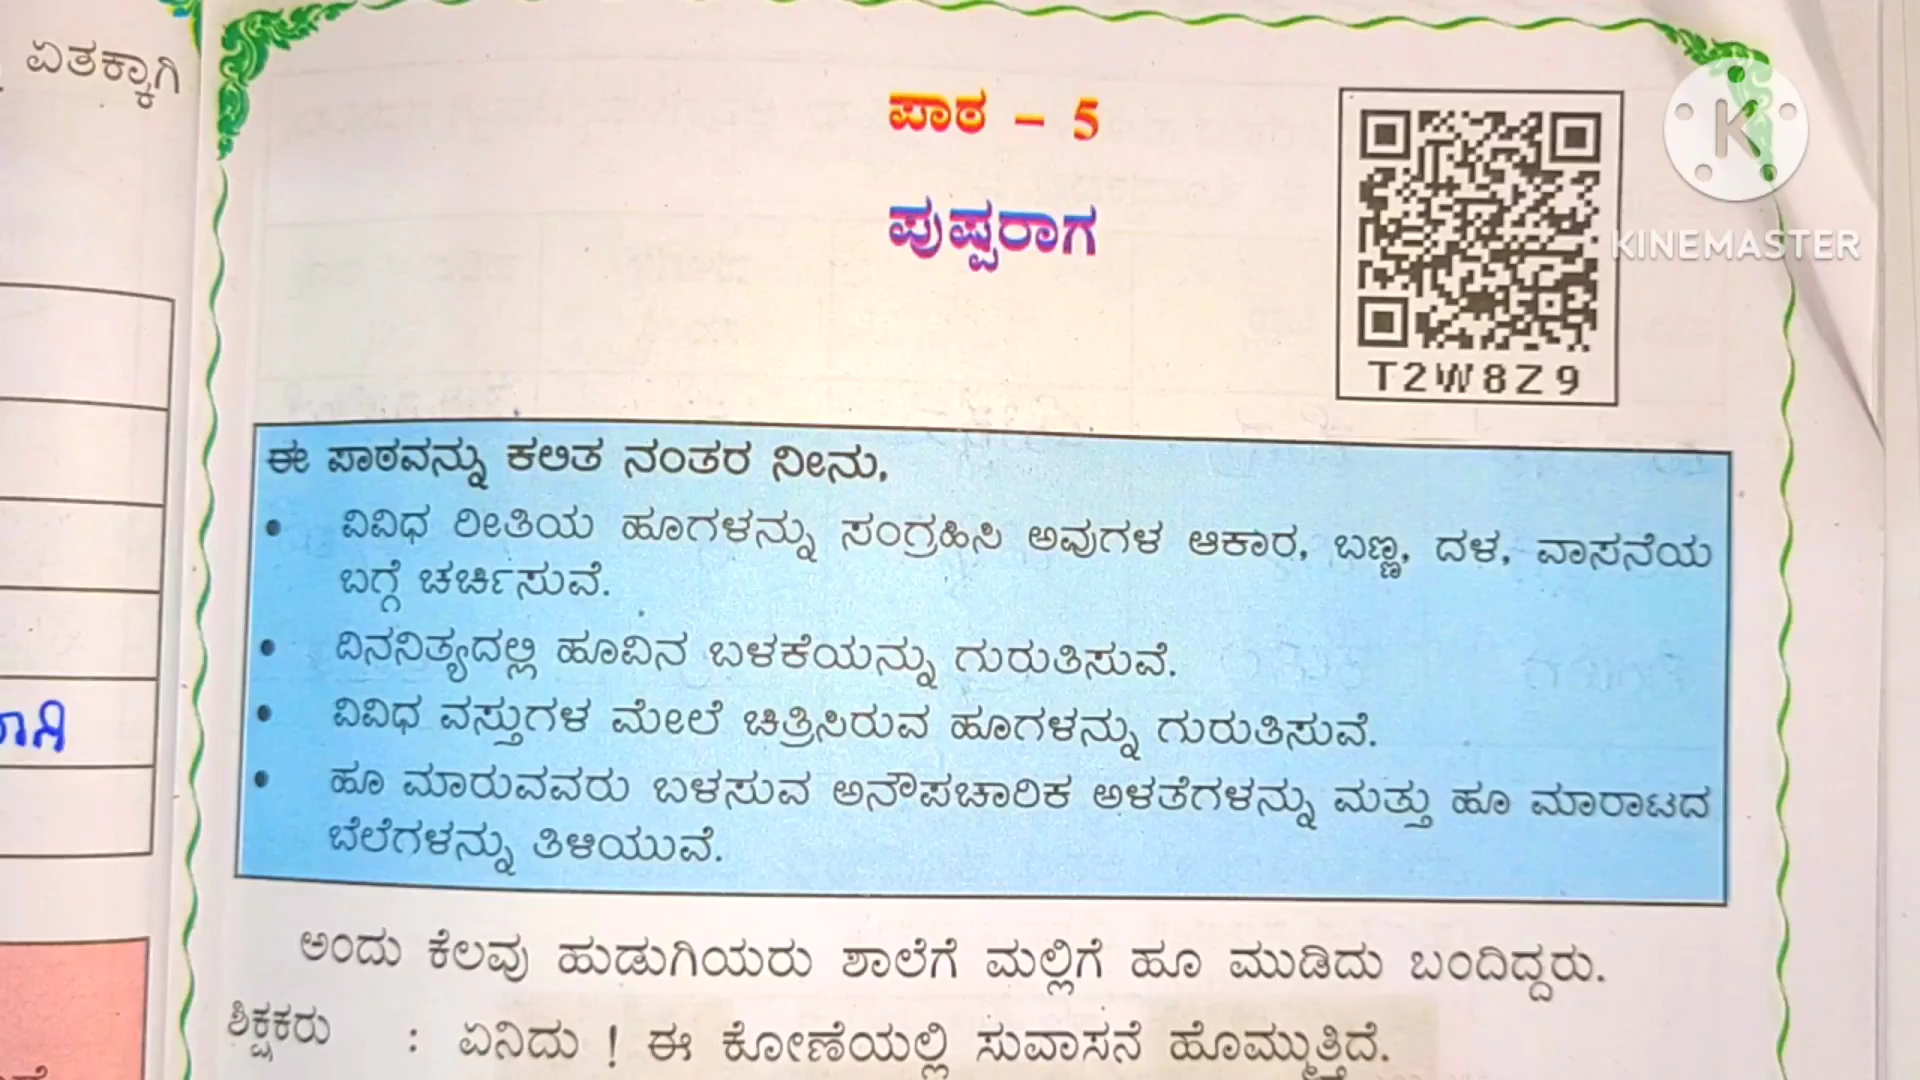 ಏತಕ್ಕಾಗಿ
ಪಾಠ – 5
ಪುಷ್ಪರಾಗ
T2W8Z9
KINEMASTER
ಈ ಪಾಠವನ್ನು ಕಲಿತ ನಂತರ ನೀನು,
• ವಿವಿಧ ರೀತಿಯ ಹೂಗಳನ್ನು ಸಂಗ್ರಹಿಸಿ ಅವುಗಳ ಆಕಾರ, ಬಣ್ಣ, ದಳ, ವಾಸನೆಯ
ಬಗ್ಗೆ ಚರ್ಚಿಸುವೆ.
• ದಿನನಿತ್ಯದಲ್ಲಿ ಹೂವಿನ ಬಳಕೆಯನ್ನು ಗುರುತಿಸುವೆ.
• ವಿವಿಧ ವಸ್ತುಗಳ ಮೇಲೆ ಚಿತ್ರಿಸಿರುವ ಹೂಗಳನ್ನು ಗುರುತಿಸುವೆ.
• ಹೂ ಮಾರುವವರು ಬಳಸುವ ಅನೌಪಚಾರಿಕ ಅಳತೆಗಳನ್ನು ಮತ್ತು ಹೂ ಮಾರಾಟದ
ಬೆಲೆಗಳನ್ನು ತಿಳಿಯುವೆ.
ಅಂದು ಕೆಲವು ಹುಡುಗಿಯರು ಶಾಲೆಗೆ ಮಲ್ಲಿಗೆ ಹೂ ಮುಡಿದು ಬಂದಿದ್ದರು.
ಶಿಕ್ಷಕರು : ಏನಿದು ! ಈ ಕೋಣೆಯಲ್ಲಿ ಸುವಾಸನೆ ಹೊಮ್ಮುತ್ತಿದೆ.